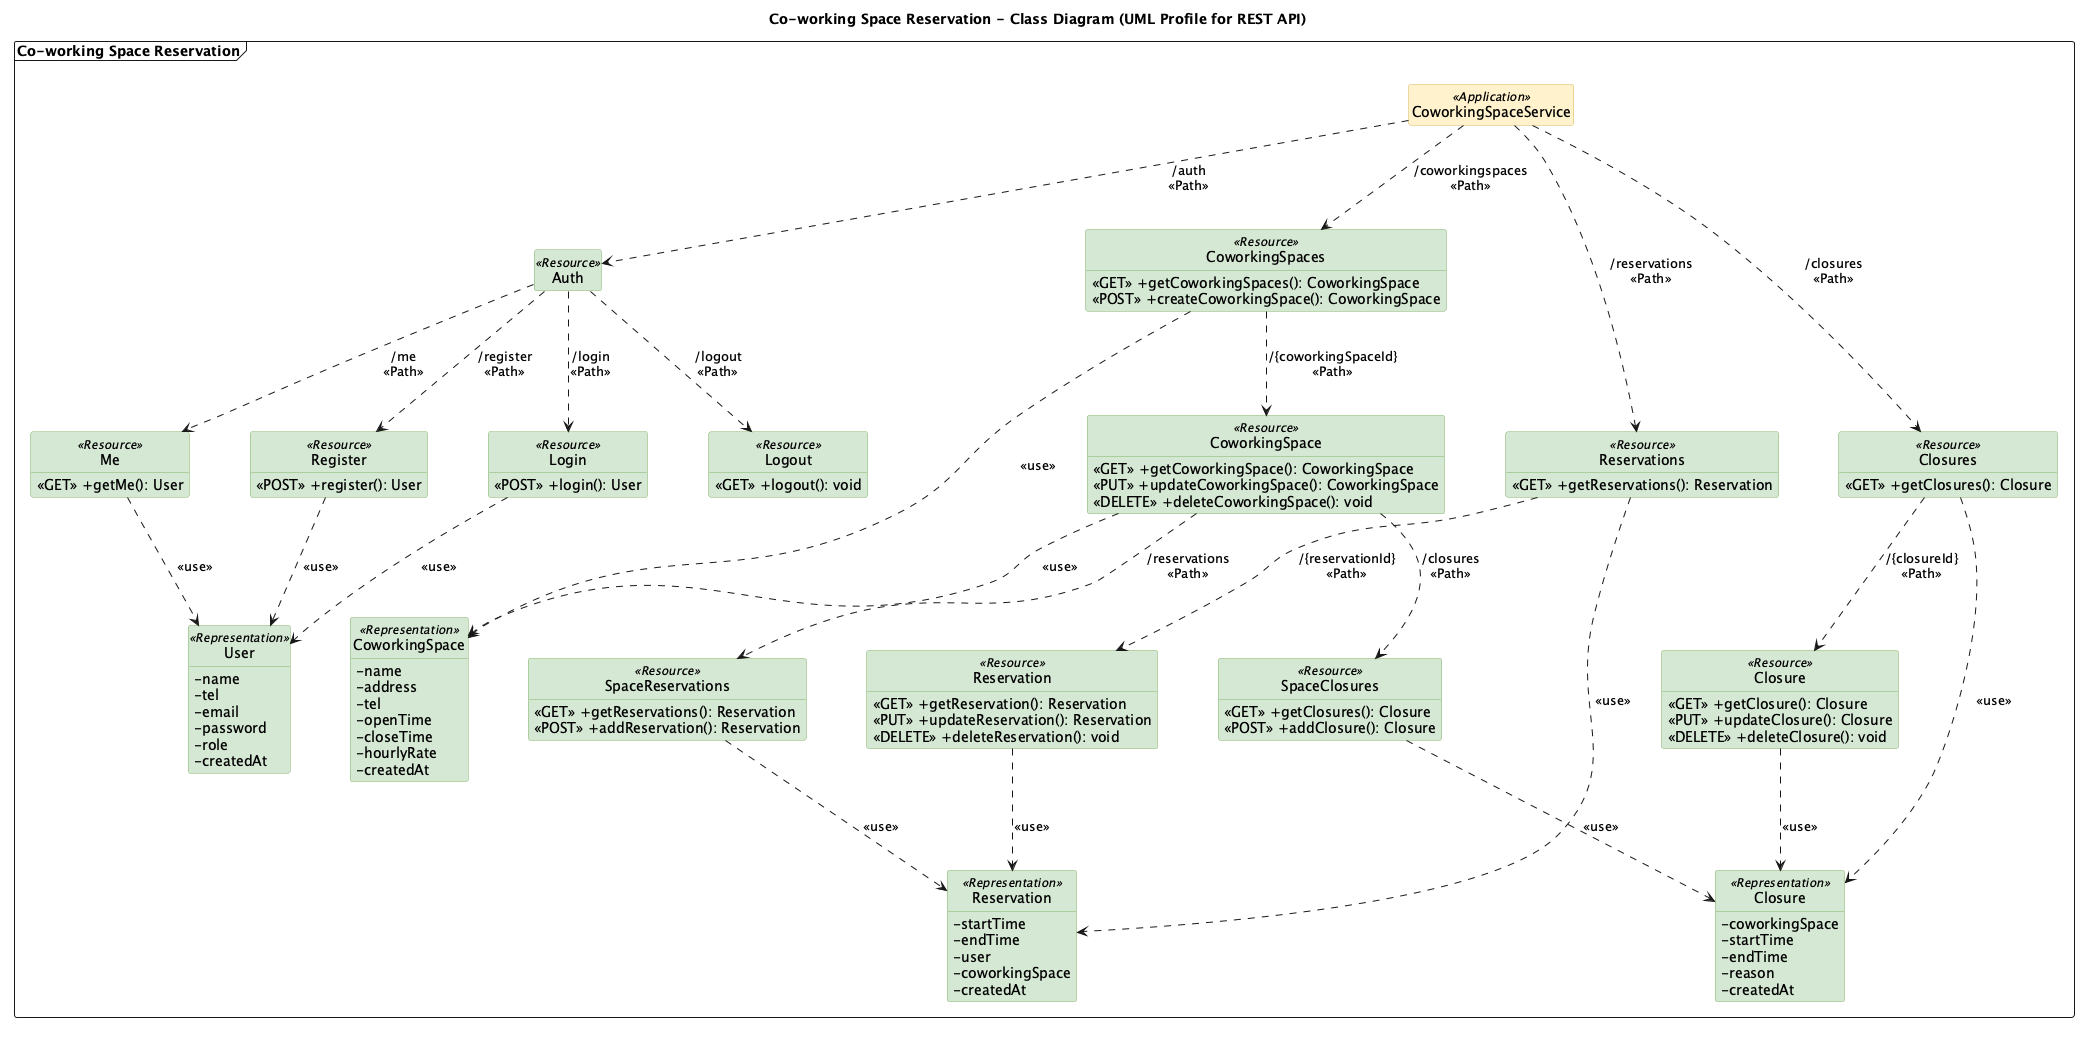 Co-working Space Reservation - Class Diagram (UML Profile for REST API)
Co-working Space Reservation
«Application»
CoworkingSpaceService
/auth
«Path»
/coworkingspaces
«Path»
/reservations
«Path»
/closures
«Path»
«Resource»
Auth
«Resource»
CoworkingSpaces
«GET» +getCoworkingSpaces(): CoworkingSpace
«POST» +createCoworkingSpace(): CoworkingSpace
/me
«Path»
/register
«Path»
/login
«Path»
/logout
«Path»
/{coworkingSpaceId}
«Path»
«Resource»
Me
«GET» +getMe(): User
«Resource»
Register
«POST» +register(): User
«Resource»
Login
«POST» +login(): User
«Resource»
Logout
«GET» +logout(): void
«use»
«Resource»
CoworkingSpace
«GET» +getCoworkingSpace(): CoworkingSpace
«PUT» +updateCoworkingSpace(): CoworkingSpace
«DELETE» +deleteCoworkingSpace(): void
«Resource»
Reservations
«GET» +getReservations(): Reservation
«Resource»
Closures
«GET» +getClosures(): Closure
«use»
«use»
«use»
«use»
/reservations
«Path»
/{reservationId}
«Path»
/closures
«Path»
/{closureId}
«Path»
«Representation»
User
-name
-tel
-email
-password
-role
-createdAt
«Representation»
CoworkingSpace
-name
-address
-tel
-openTime
-closeTime
-hourlyRate
-createdAt
«Resource»
SpaceReservations
«GET» +getReservations(): Reservation
«POST» +addReservation(): Reservation
«Resource»
Reservation
«GET» +getReservation(): Reservation
«PUT» +updateReservation(): Reservation
«DELETE» +deleteReservation(): void
«Resource»
SpaceClosures
«GET» +getClosures(): Closure
«POST» +addClosure(): Closure
«use»
«Resource»
Closure
«GET» +getClosure(): Closure
«PUT» +updateClosure(): Closure
«DELETE» +deleteClosure(): void
«use»
«use»
«use»
«use»
«use»
«Representation»
Reservation
-startTime
-endTime
-user
-coworkingSpace
-createdAt
«Representation»
Closure
-coworkingSpace
-startTime
-endTime
-reason
-createdAt